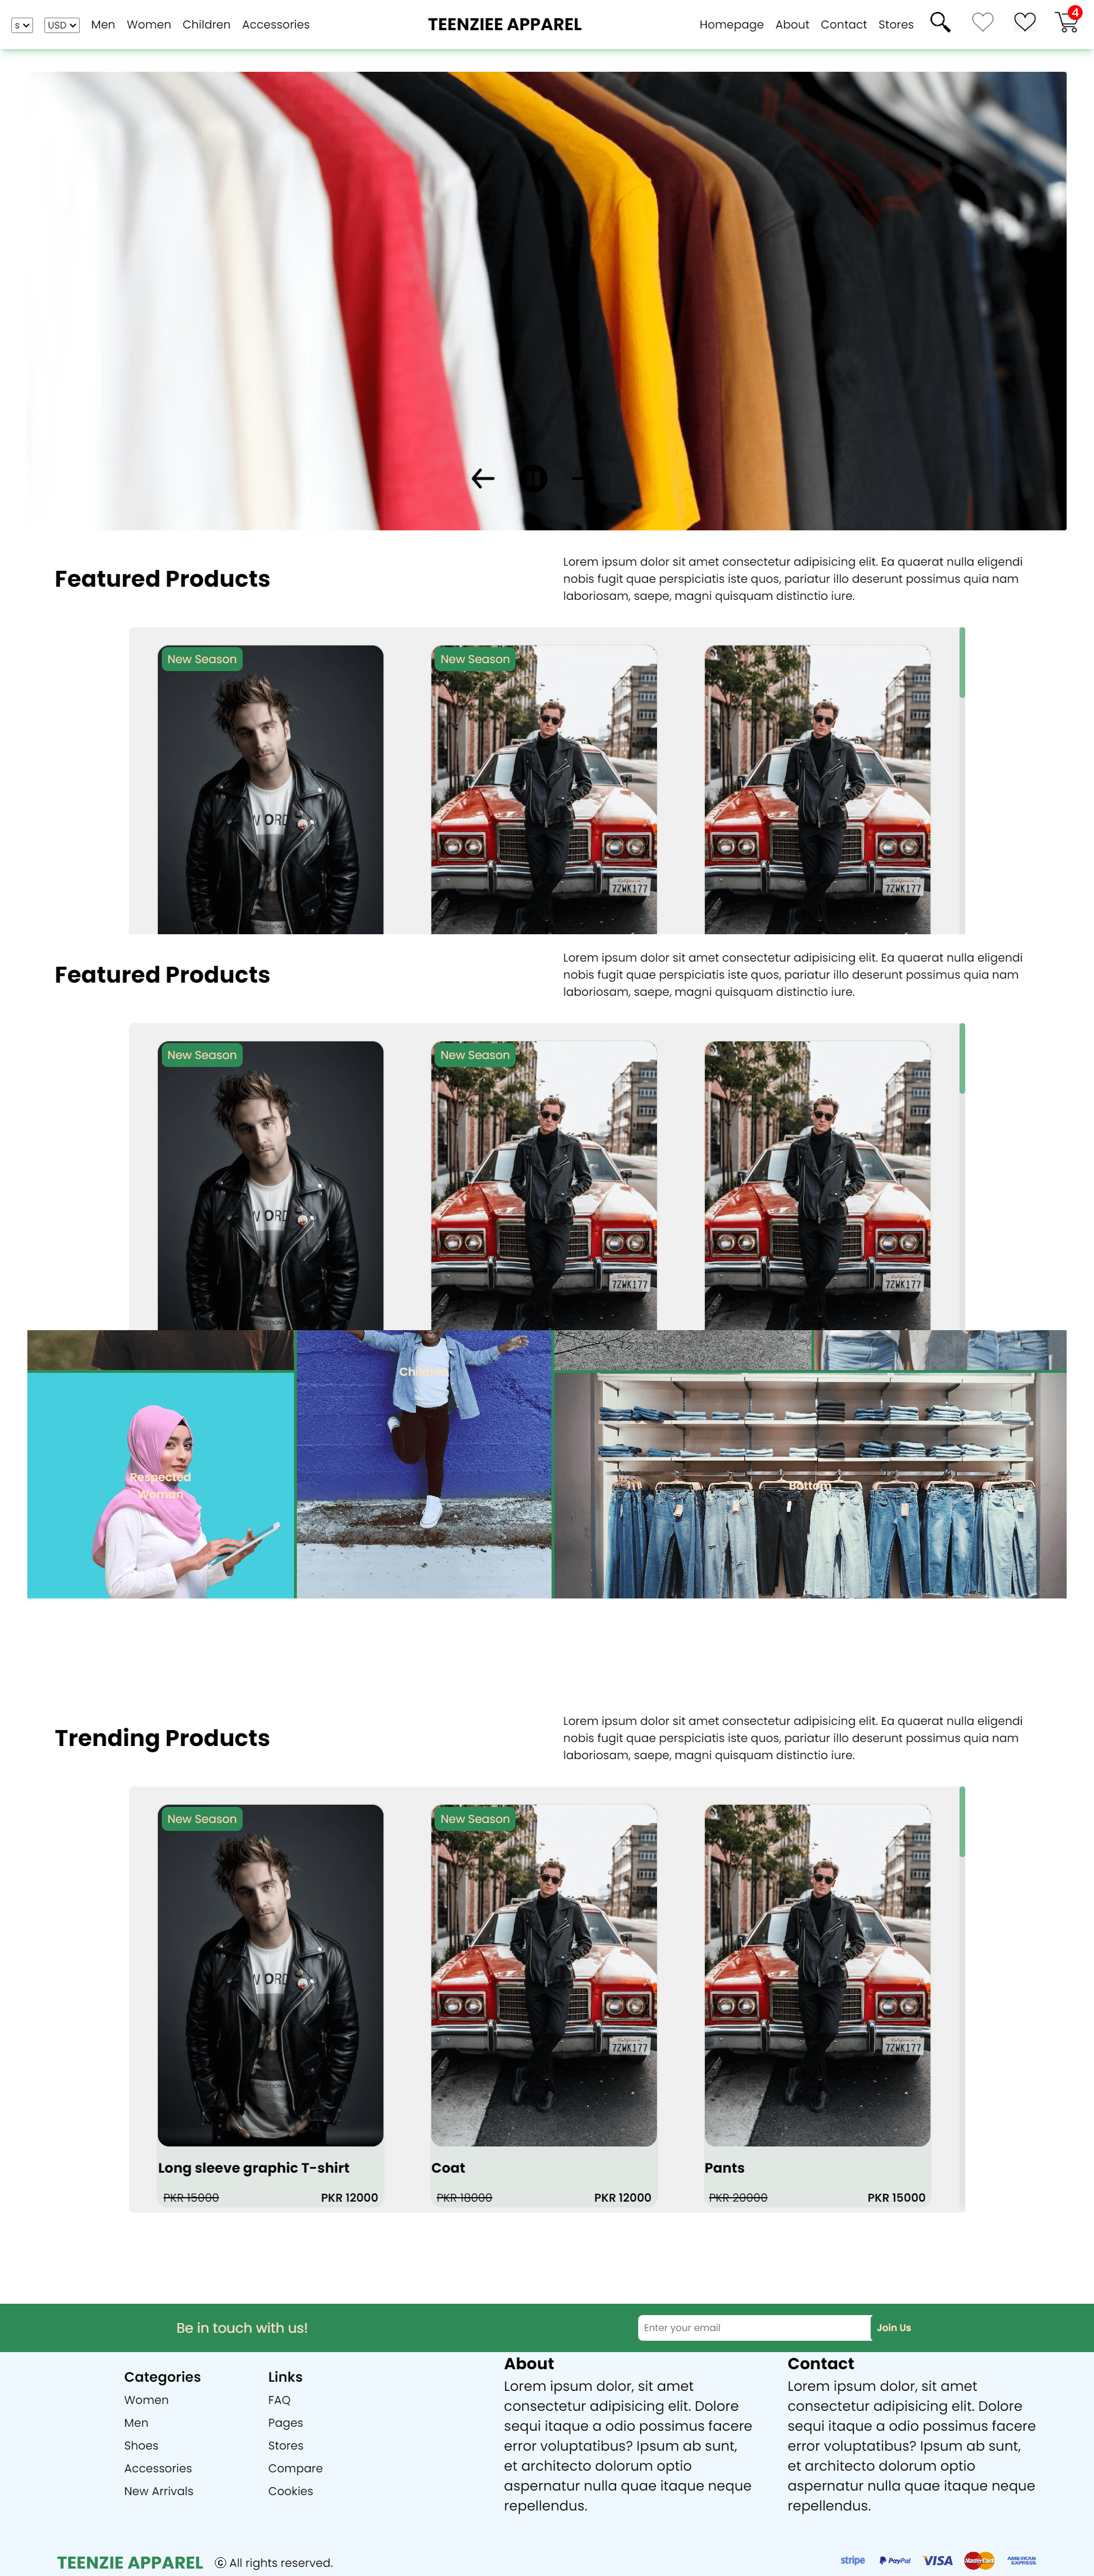 s USD Men Women Children Accessories TEENZIEE APPAREL Homepage About Contact Stores 4
Featured Products
Lorem ipsum dolor sit amet consectetur adipisicing elit. Ea quaerat nulla eligendi
nobis fugit quae perspiciatis iste quos, pariatur illo deserunt possimus quia nam
laboriosam, saepe, magni quisquam distinctio iure.
New Season New Season
W ORD
7ZWK177 7ZWK177
Featured Products
Lorem ipsum dolor sit amet consectetur adipisicing elit. Ea quaerat nulla eligendi
nobis fugit quae perspiciatis iste quos, pariatur illo deserunt possimus quia nam
laboriosam, saepe, magni quisquam distinctio iure.
New Season New Season
W ORD
7ZWK177 7ZWK177
Children
Respected
Woman
Bottom
Trending Products
Lorem ipsum dolor sit amet consectetur adipisicing elit. Ea quaerat nulla eligendi
nobis fugit quae perspiciatis iste quos, pariatur illo deserunt possimus quia nam
laboriosam, saepe, magni quisquam distinctio iure.
New Season New Season
W ORD
7ZWK177 7ZWK177
Long sleeve graphic T-shirt Coat Pants
PKR 15000 PKR 12000 PKR 18000 PKR 12000 PKR 20000 PKR 15000
Be in touch with us! Enter your email Join Us
Categories
Women
Men
Shoes
Accessories
New Arrivals
Links
FAQ
Pages
Stores
Compare
Cookies
About
Lorem ipsum dolor, sit amet
consectetur adipisicing elit. Dolore
sequi itaque a odio possimus facere
error voluptatibus? Ipsum ab sunt,
et architecto dolorum optio
aspernatur nulla quae itaque neque
repellendus.
Contact
Lorem ipsum dolor, sit amet
consectetur adipisicing elit. Dolore
sequi itaque a odio possimus facere
error voluptatibus? Ipsum ab sunt,
et architecto dolorum optio
aspernatur nulla quae itaque neque
repellendus.
TEENZIE APPAREL © All rights reserved. stripe PayPal VISA MasterCard AMERICAN EXPRESS